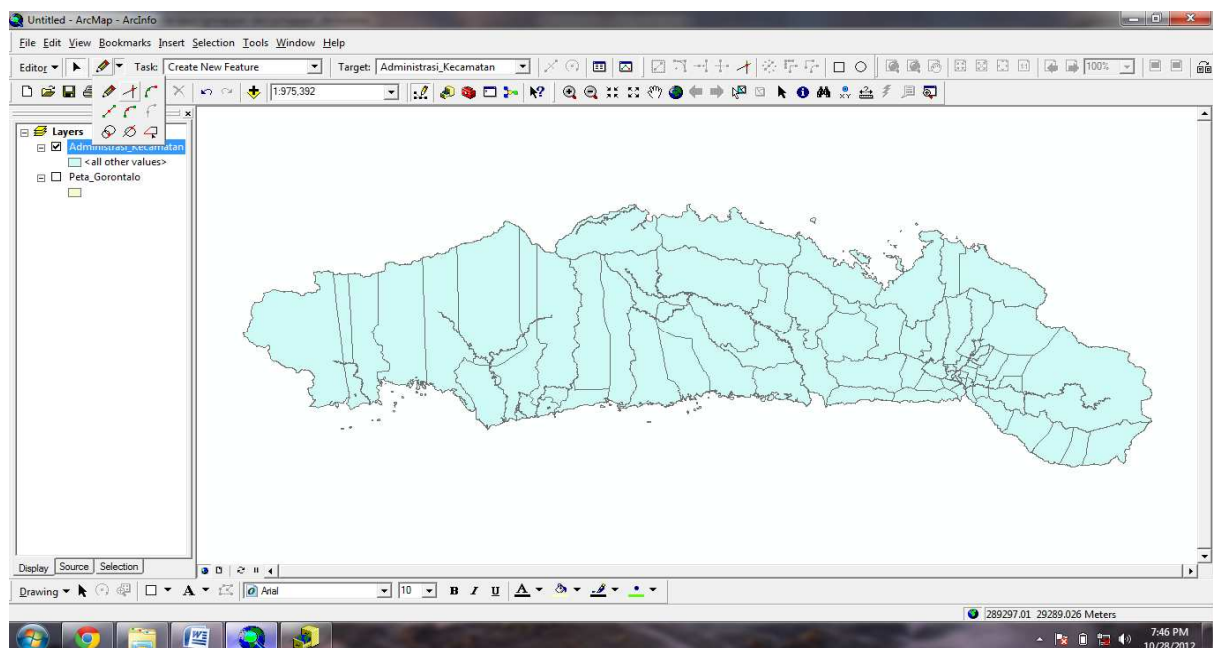 Untitled - ArcMap - ArcInfo
File Edit View Bookmarks Insert Selection Tools Window Help
Editor Task: Create New Feature Target: Administrasi_Kecamatan 100%
1:975,392
Layers
Administrasi_Kecamatan
<all other values>
Peta_Gorontalo
Display Source Selection
Drawing A Arial 10 B I U A
289297.01 29289.026 Meters
7:46 PM
10/28/2012